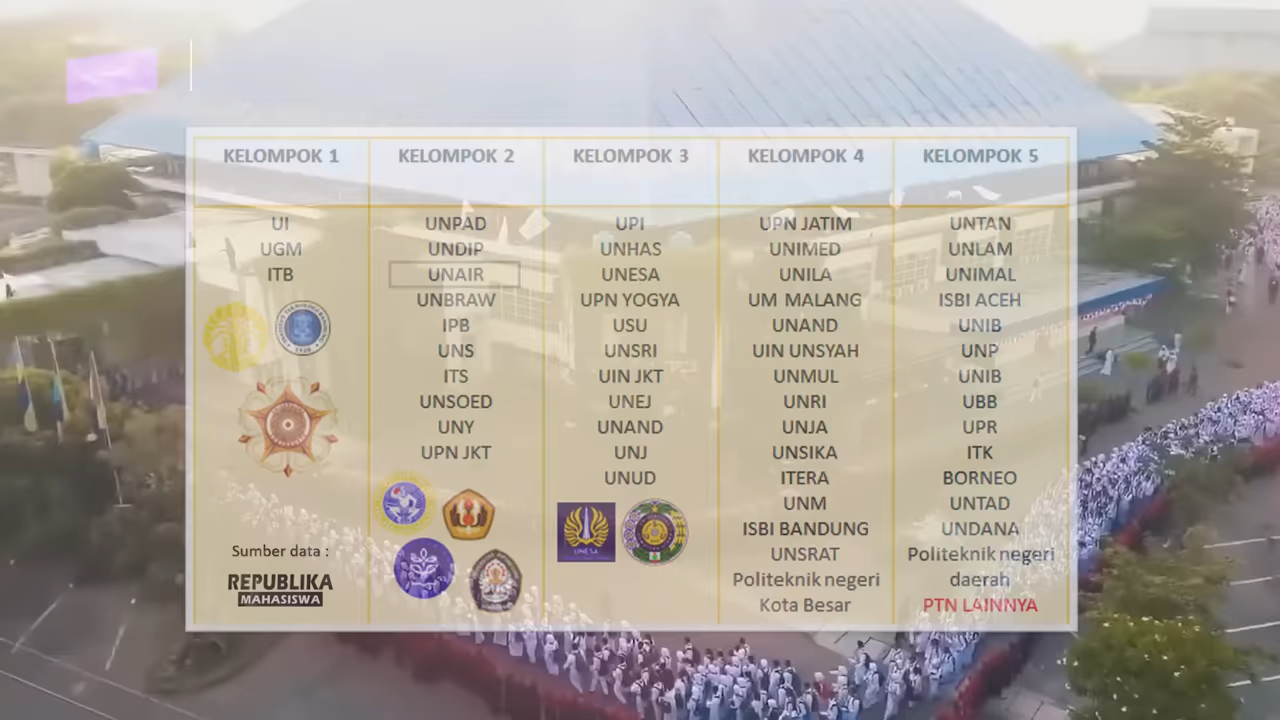 KELOMPOK 1
UI
UGM
ITB
Sumber data :
REPUBLIKA
MAHASISWA
KELOMPOK 2
UNPAD
UNDIP
UNAIR
UNBRAW
IPB
UNS
ITS
UNSOED
UNY
UPN JKT
KELOMPOK 3
UPI
UNHAS
UNESA
UPN YOGYA
USU
UNSRI
UIN JKT
UNEJ
UNAND
UNJ
UNUD
UNESA
KELOMPOK 4
UPN JATIM
UNIMED
UNILA
UM MALANG
UNAND
UIN UNSYAH
UNMUL
UNRI
UNJA
UNSIKA
ITERA
UNM
ISBI BANDUNG
UNSRAT
Politeknik negeri
Kota Besar
KELOMPOK 5
UNTAN
UNLAM
UNIMAL
ISBI ACEH
UNIB
UNP
UNIB
UBB
UPR
ITK
BORNEO
UNTAD
UNDANA
Politeknik negeri
daerah
PTN LAINNYA